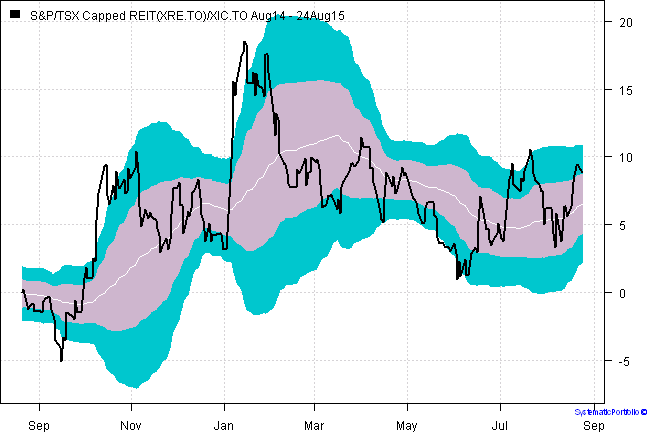 S&P/TSX Capped REIT(XRE.TO)/XIC.TO Aug14 - 24Aug15
20
15
10
5
0
-5
SystematicPortfolio ©
Sep Nov Jan Mar May Jul Sep